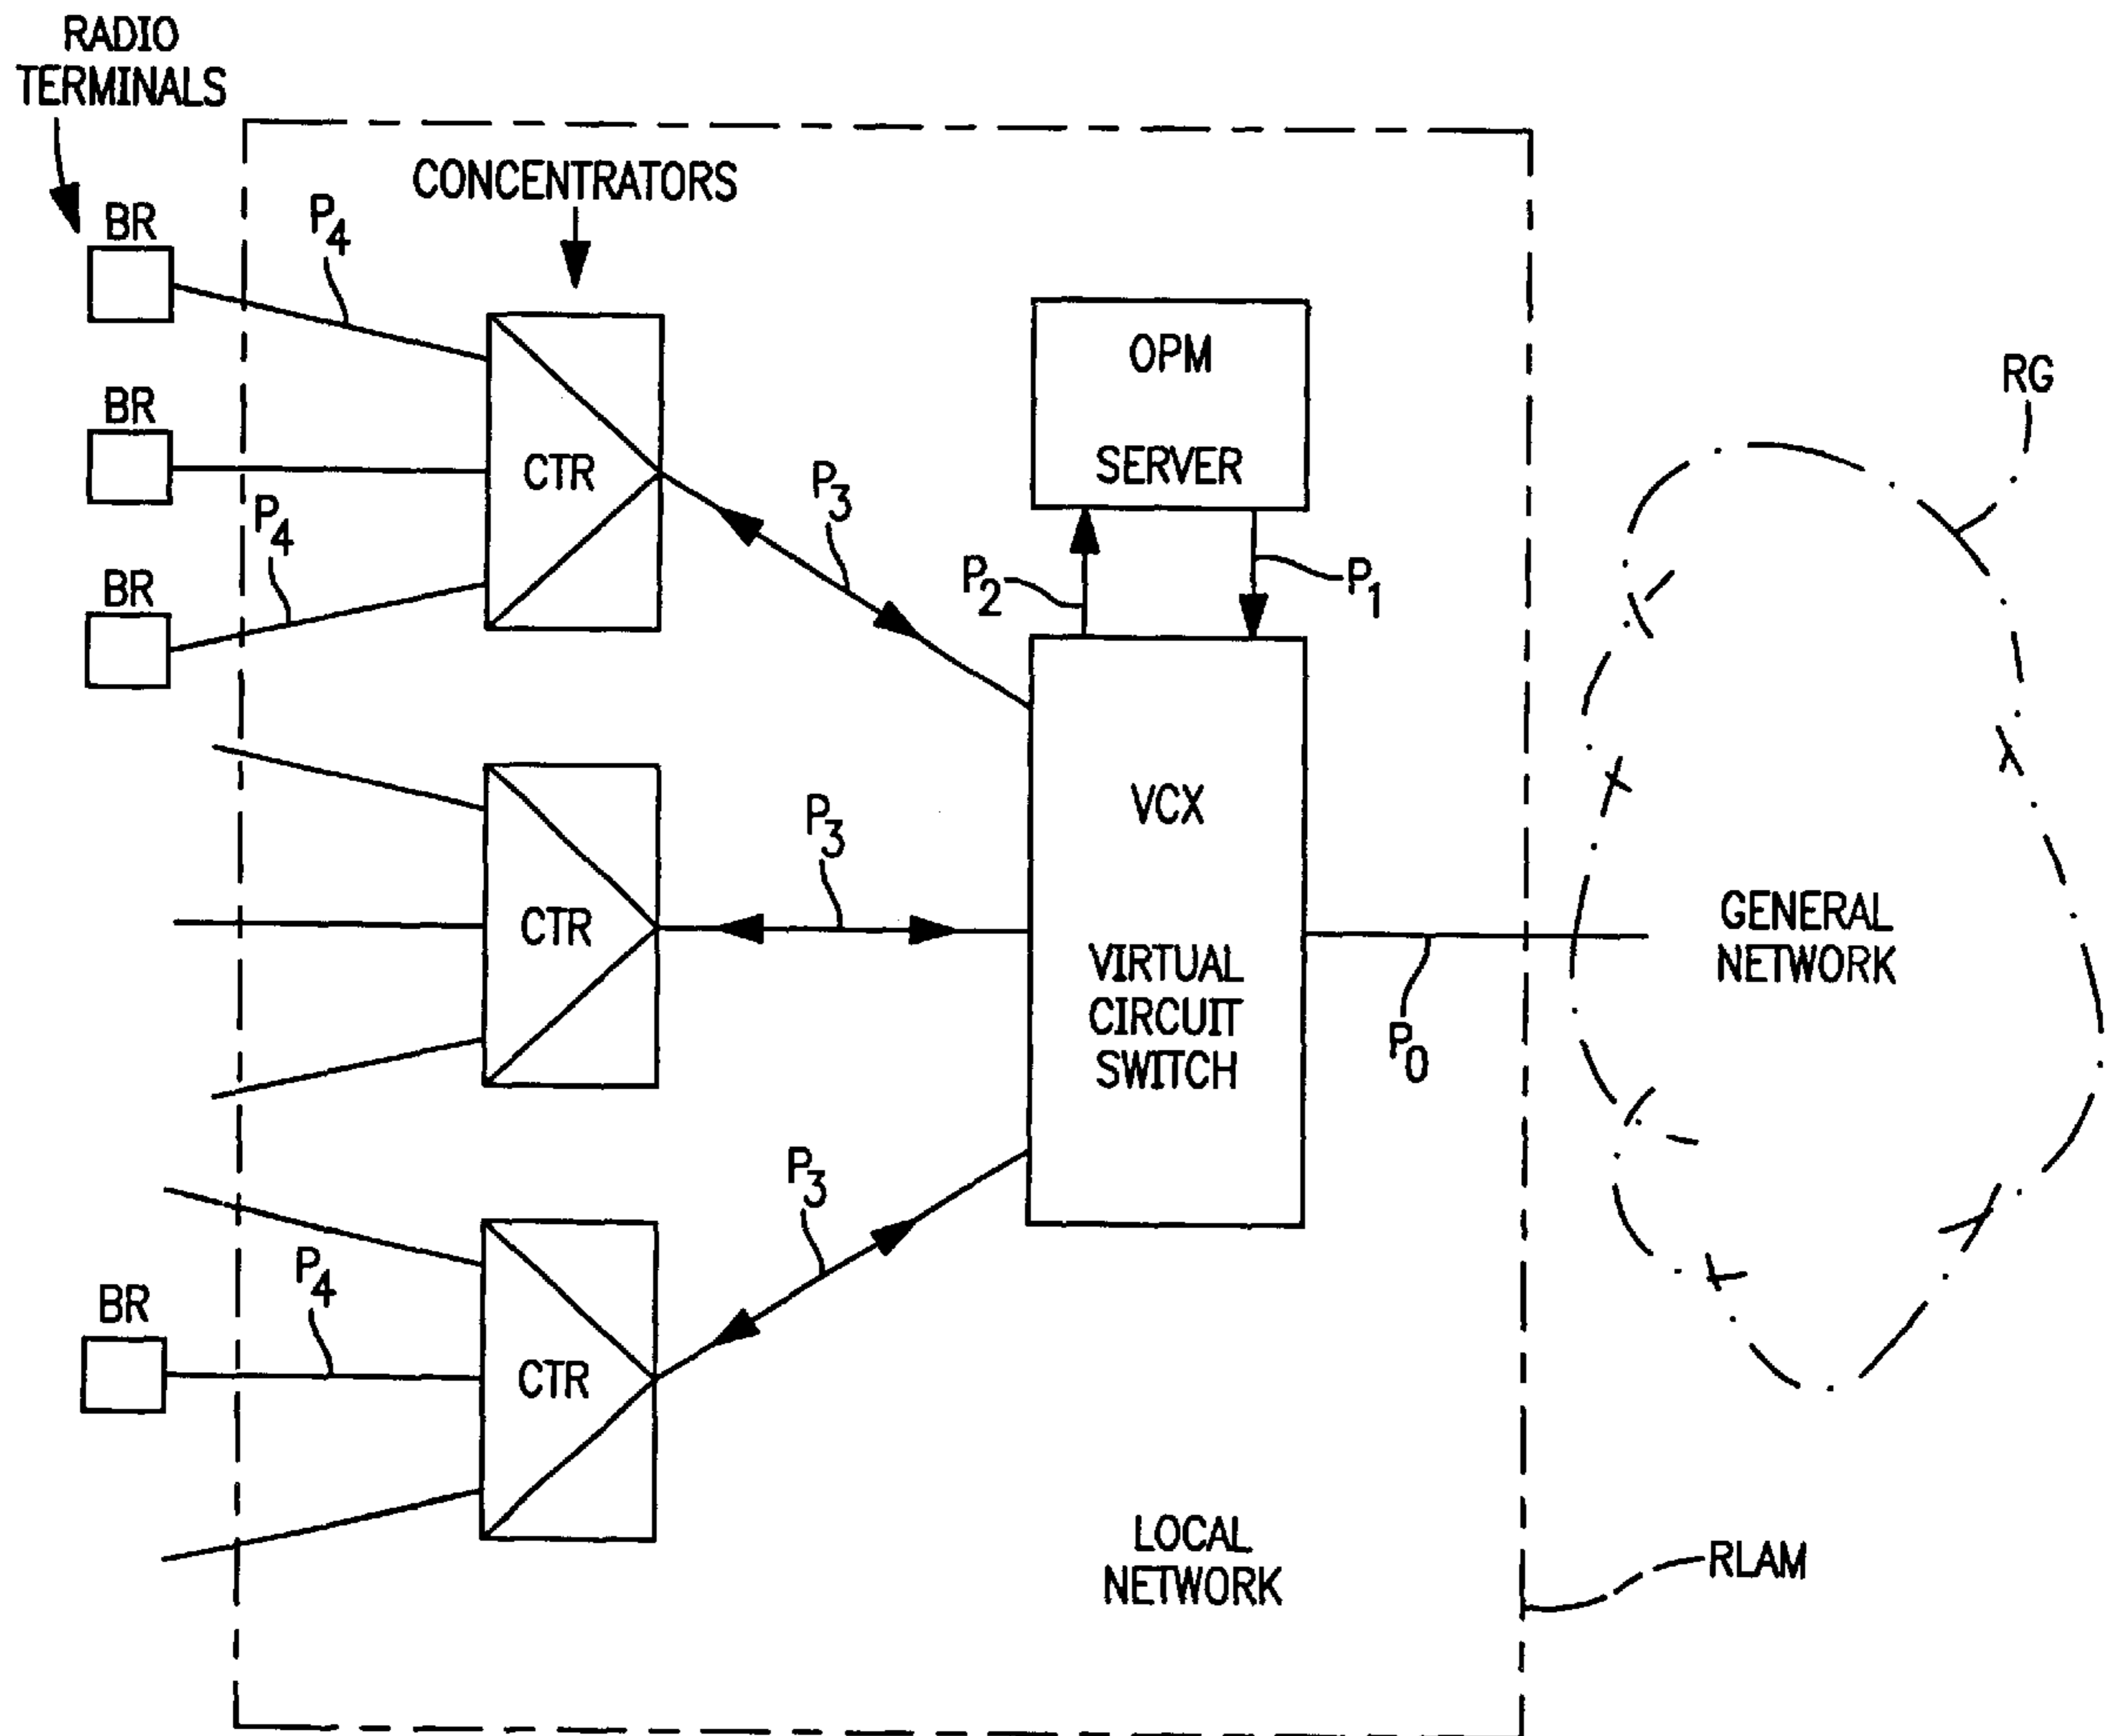 RADIO
TERMINALS
CONCENTRATORS
BR
P4
BR
P4
BR
CTR
P3
OPM
SERVER
P2
P1
RG
CTR
P3
VCX
VIRTUAL
CIRCUIT
SWITCH
P0
GENERAL
NETWORK
BR
P4
CTR
P3
LOCAL
NETWORK
RLAM